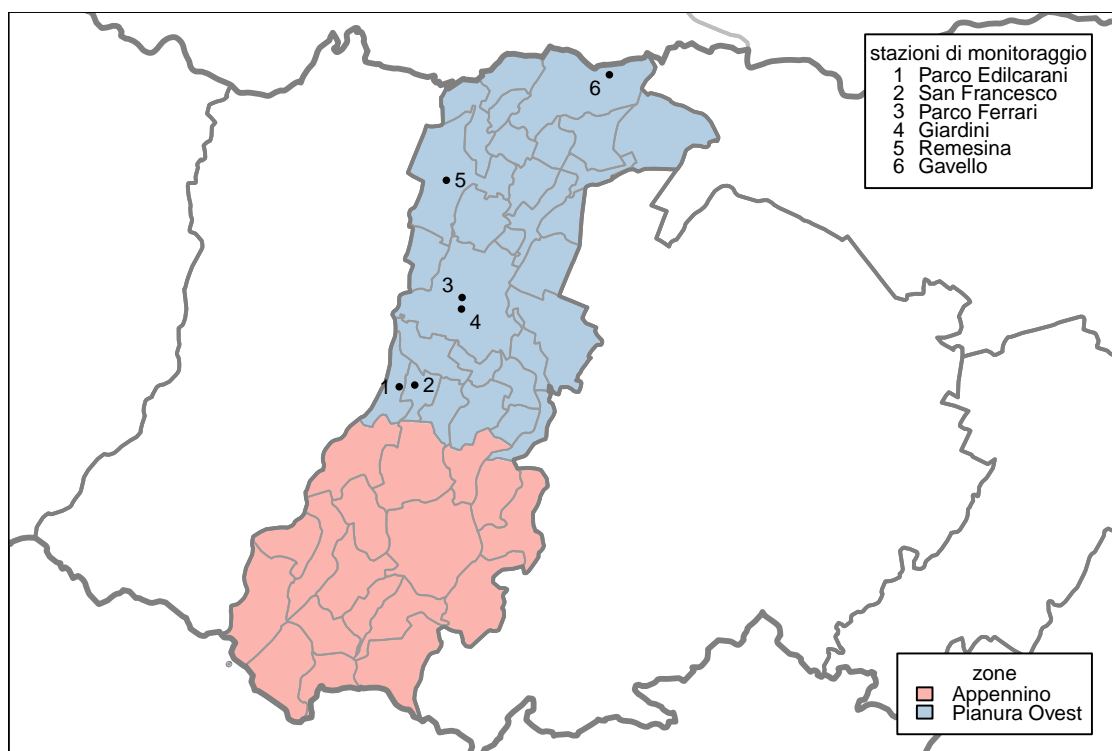 stazioni di monitoraggio
1 Parco Edilcarani
2 San Francesco
3 Parco Ferrari
4 Giardini
5 Remesina
6 Gavello
6
5
3
4
1
2
zone
Appennino
Pianura Ovest